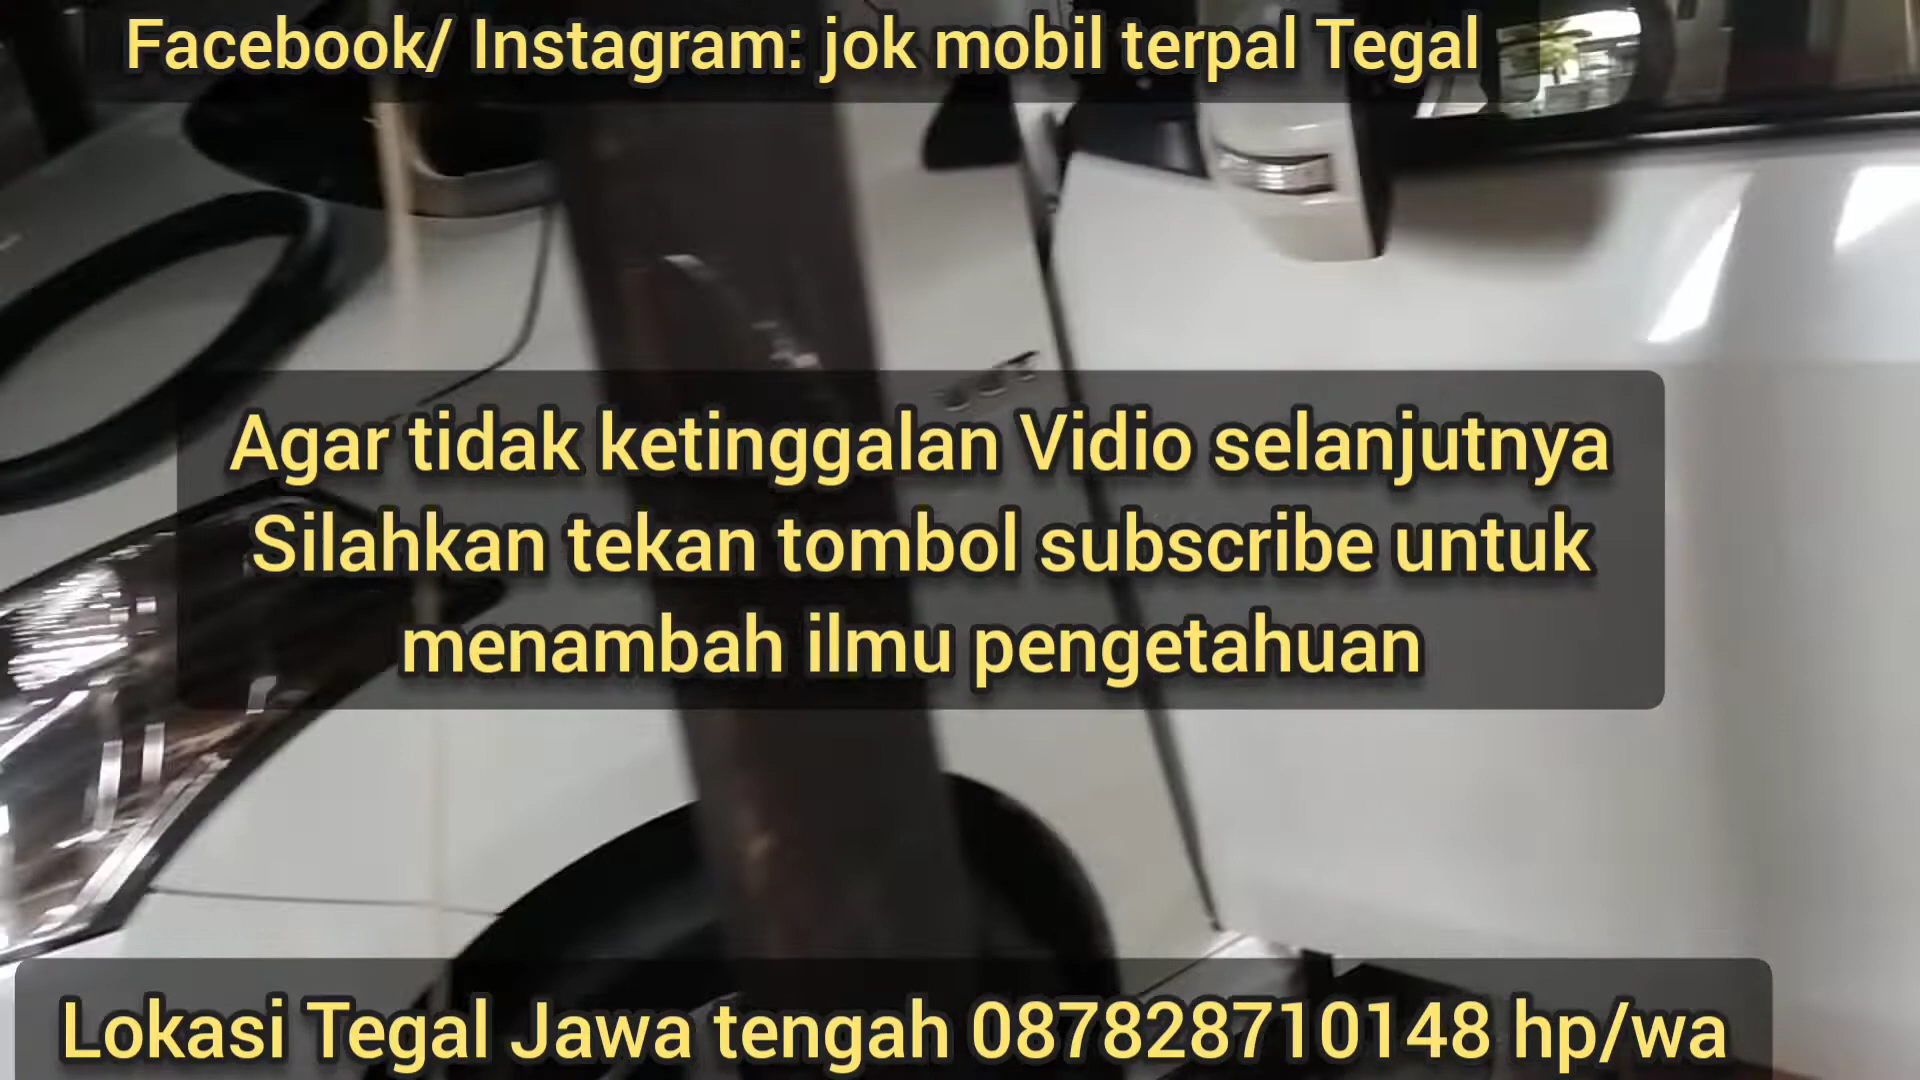 Facebook/ Instagram: jok mobil terpal Tegal
Agar tidak ketinggalan Vidio selanjutnya
Silahkan tekan tombol subscribe untuk
menambah ilmu pengetahuan
Lokasi Tegal Jawa tengah 087828710148 hp/wa